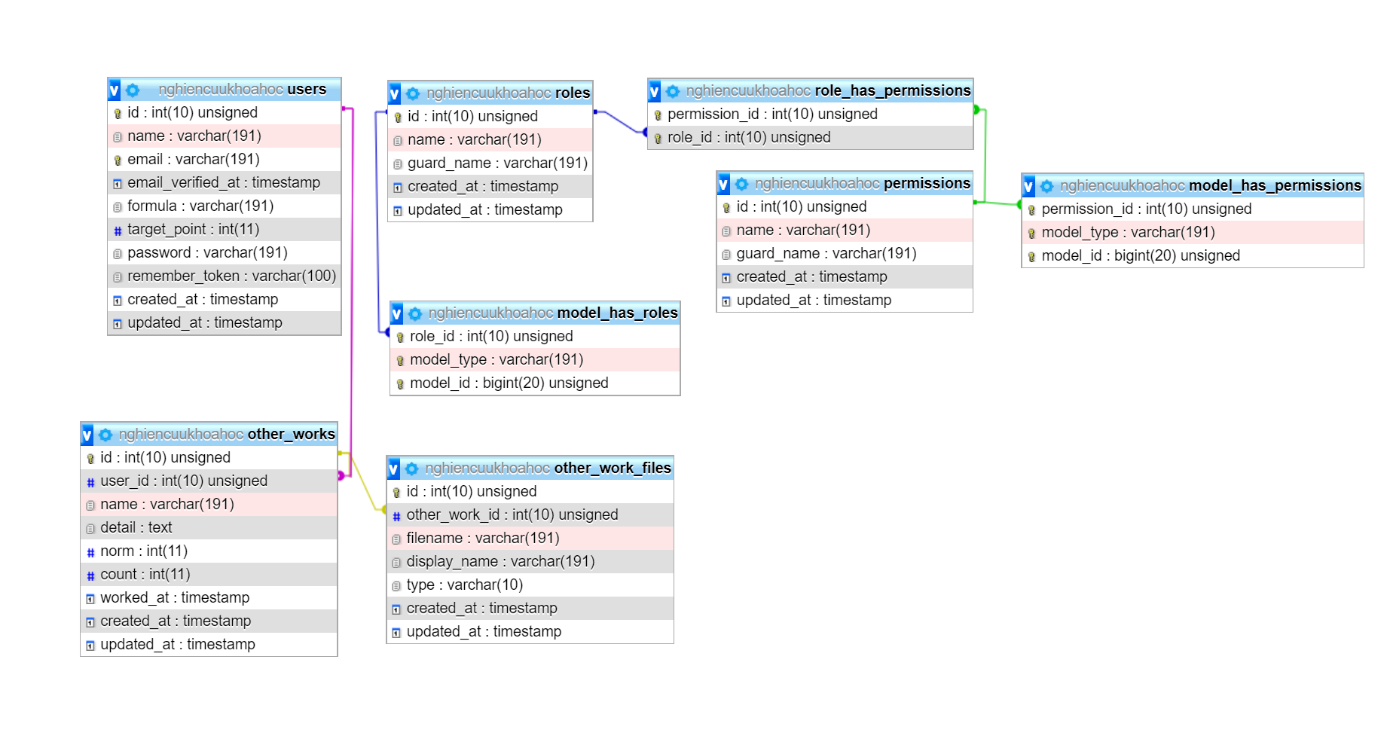 nghiencuukhoahoc users
id : int(10) unsigned
name : varchar(191)
email : varchar(191)
email_verified_at : timestamp
formula : varchar(191)
target_point : int(11)
password : varchar(191)
remember_token : varchar(100)
created_at : timestamp
updated_at : timestamp
nghiencuukhoahoc roles
id : int(10) unsigned
name : varchar(191)
guard_name : varchar(191)
created_at : timestamp
updated_at : timestamp
nghiencuukhoahoc role_has_permissions
permission_id : int(10) unsigned
role_id : int(10) unsigned
nghiencuukhoahoc permissions
id : int(10) unsigned
name : varchar(191)
guard_name : varchar(191)
created_at : timestamp
updated_at : timestamp
nghiencuukhoahoc model_has_permissions
permission_id : int(10) unsigned
model_type : varchar(191)
model_id : bigint(20) unsigned
nghiencuukhoahoc model_has_roles
role_id : int(10) unsigned
model_type : varchar(191)
model_id : bigint(20) unsigned
nghiencuukhoahoc other_works
id : int(10) unsigned
user_id : int(10) unsigned
name : varchar(191)
detail : text
norm : int(11)
count : int(11)
worked_at : timestamp
created_at : timestamp
updated_at : timestamp
nghiencuukhoahoc other_work_files
id : int(10) unsigned
other_work_id : int(10) unsigned
filename : varchar(191)
display_name : varchar(191)
type : varchar(10)
created_at : timestamp
updated_at : timestamp